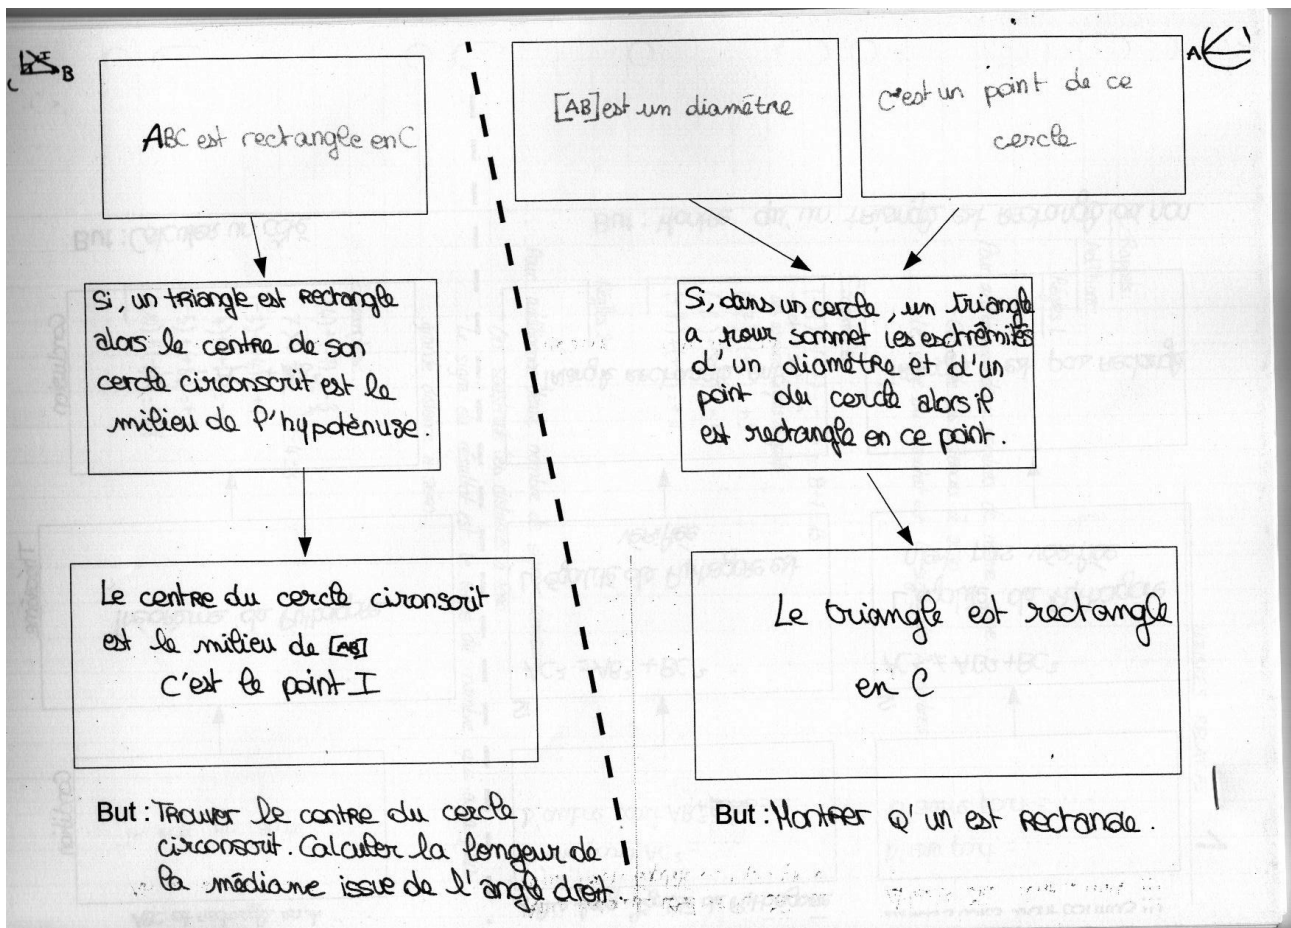 I
B
ABC est rectangle en C
[AB] est un diamètre
C'est un point de ce
cercle
A
Si, un triangle est rectangle
alors le centre de son
cercle circonscrit est le
milieu de l'hypoténuse.
Si, dans un cercle, un triangle
a pour sommet les extrêmités
d'un diamètre et d'un
point du cercle alors il
est rectangle en ce point.
Le centre du cercle cironscrit
est le milieu de [AB]
C'est le point I
Le triangle est rectangle
en C
But : Trouver le centre du cercle
circonscrit. Calculer la longeur de
la médiane issue de l'angle droit.
But : Montrer Q'un est Rectangle.